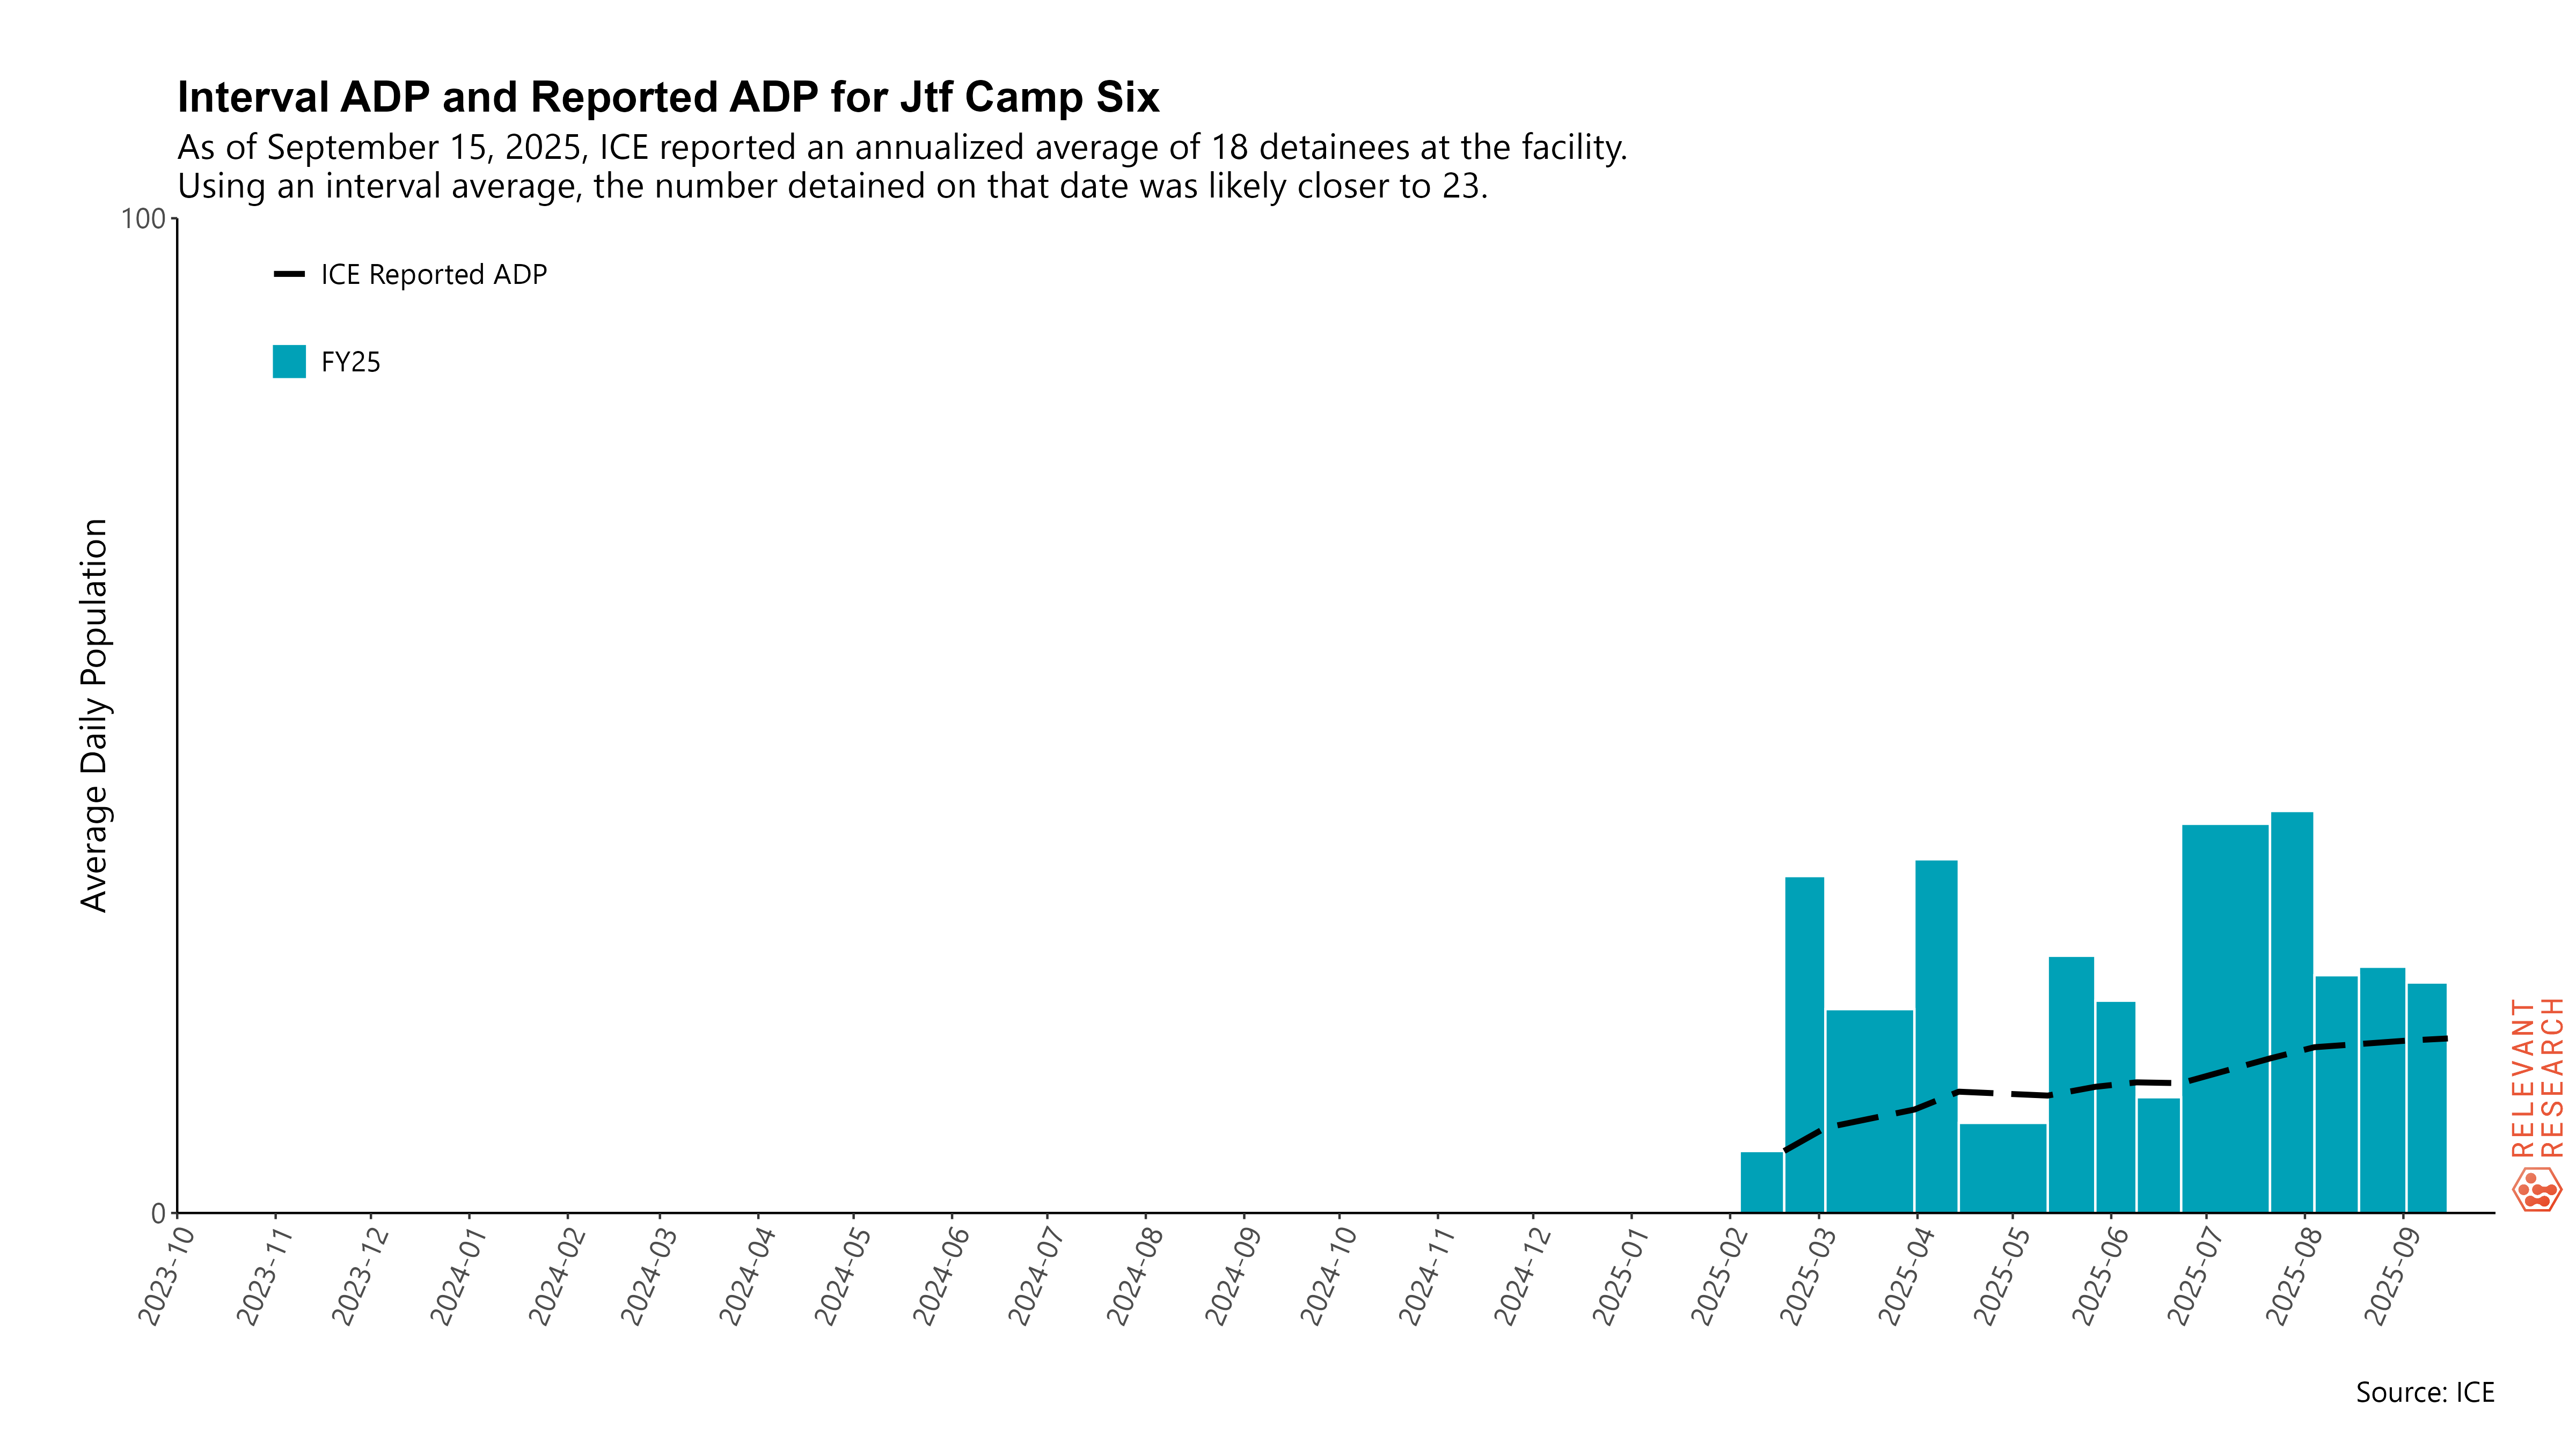 Interval ADP and Reported ADP for Jtf Camp Six
As of September 15, 2025, ICE reported an annualized average of 18 detainees at the facility.
Using an interval average, the number detained on that date was likely closer to 23.
100
ICE Reported ADP
FY25
Average Daily Population
0
2023-10
2023-11
2023-12
2024-01
2024-02
2024-03
2024-04
2024-05
2024-06
2024-07
2024-08
2024-09
2024-10
2024-11
2024-12
2025-01
2025-02
2025-03
2025-04
2025-05
2025-06
2025-07
2025-08
2025-09
RELEVANT
RESEARCH
Source: ICE